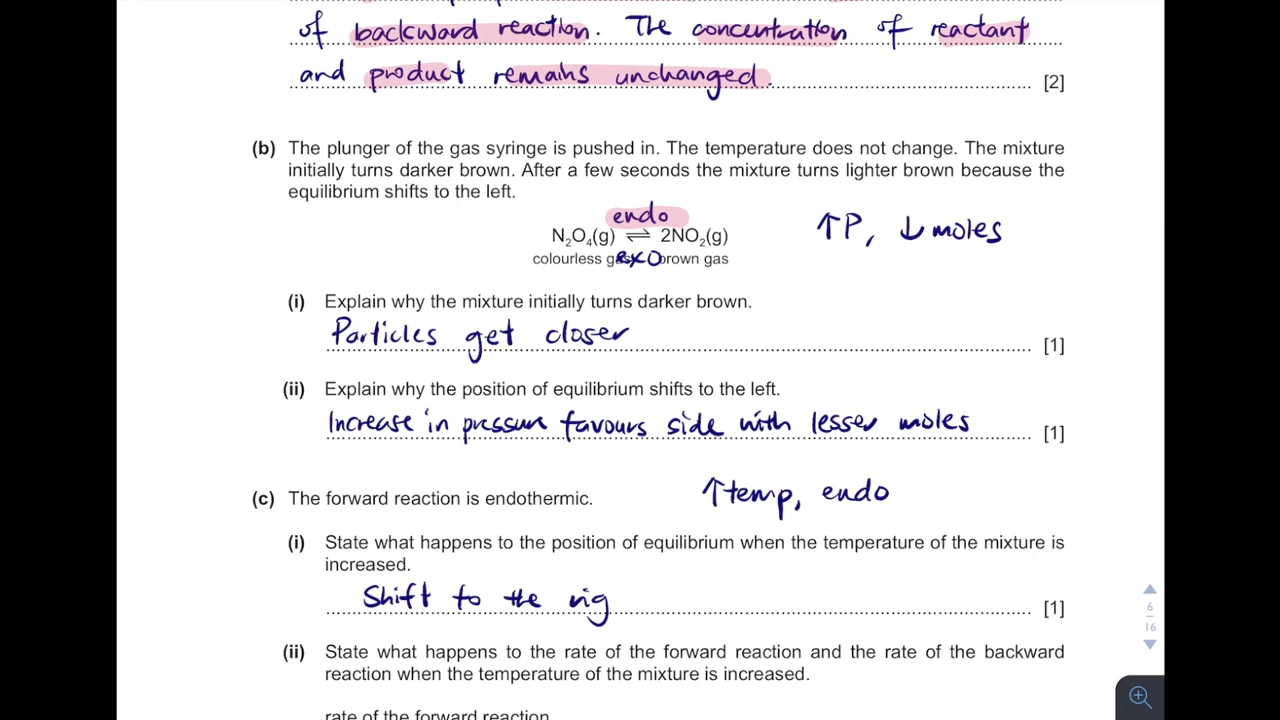 of backward reaction. The concentration of reactant
and product remains unchanged. [2]
(b) The plunger of the gas syringe is pushed in. The temperature does not change. The mixture
initially turns darker brown. After a few seconds the mixture turns lighter brown because the
equilibrium shifts to the left.
endo
N₂O₄(g) ⇌ 2NO₂(g) ↑P, ↓moles
colourless exo brown gas
(i) Explain why the mixture initially turns darker brown.
Particles get closer [1]
(ii) Explain why the position of equilibrium shifts to the left.
Increase in pressure favours side with lesser moles [1]
(c) The forward reaction is endothermic. ↑temp, endo
(i) State what happens to the position of equilibrium when the temperature of the mixture is
increased.
Shift to the rig [1]
(ii) State what happens to the rate of the forward reaction and the rate of the backward
reaction when the temperature of the mixture is increased.
rate of the forward reaction
6
16